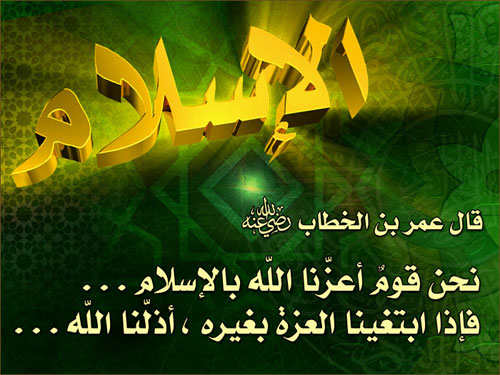 الإسلام
قال عمر بن الخطاب رضي الله عنه
نحن قومٌ أعزّنا اللّه بالإسلام ...
فإذا ابتغينا العزة بغيره ، أذلّنا اللّه ...